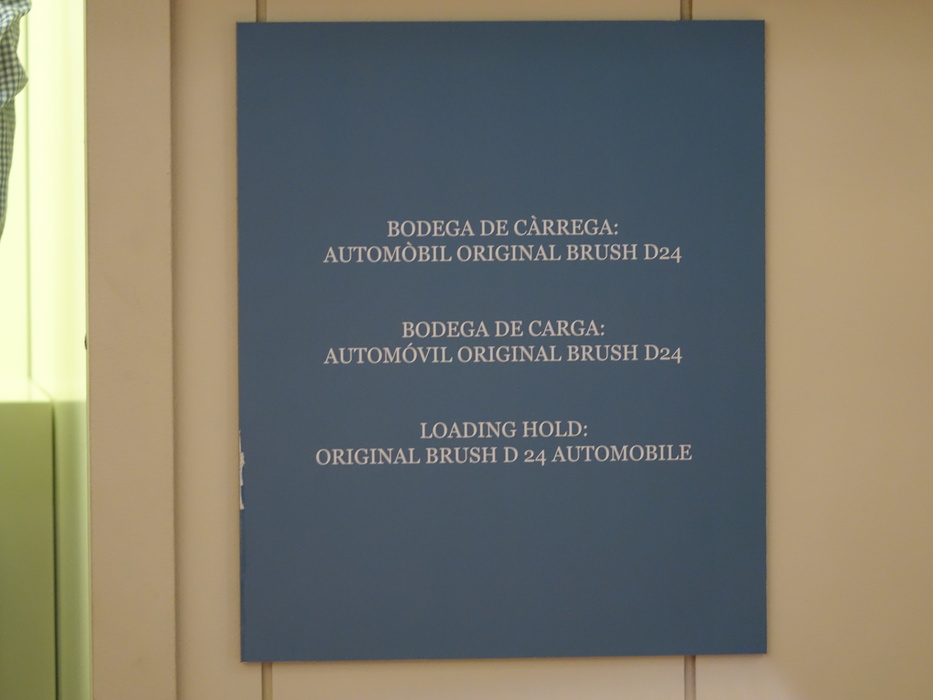 BODEGA DE CÀRREGA:
AUTOMÒBIL ORIGINAL BRUSH D24
BODEGA DE CARGA:
AUTOMÓVIL ORIGINAL BRUSH D24
LOADING HOLD:
ORIGINAL BRUSH D 24 AUTOMOBILE